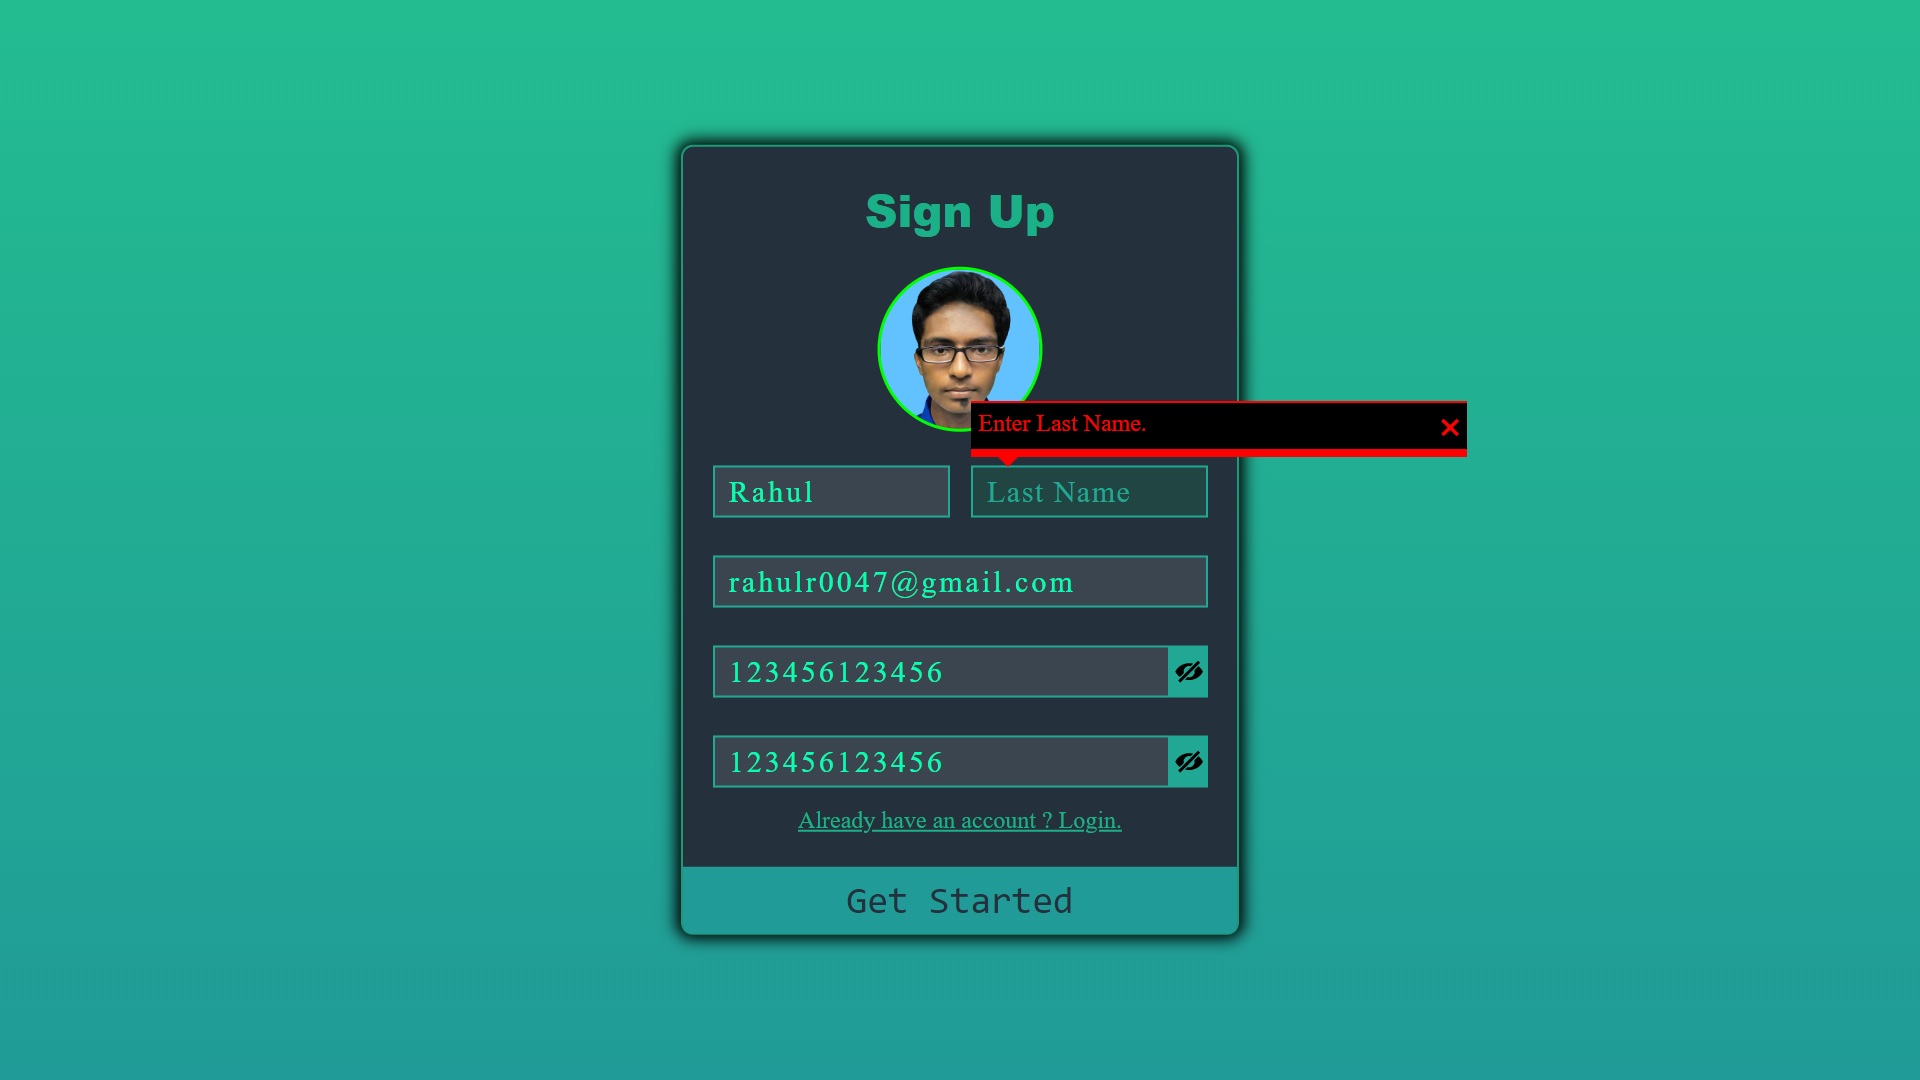 Sign Up
Enter Last Name.
Rahul
Last Name
rahulr0047@gmail.com
123456123456
123456123456
Already have an account ? Login.
Get Started